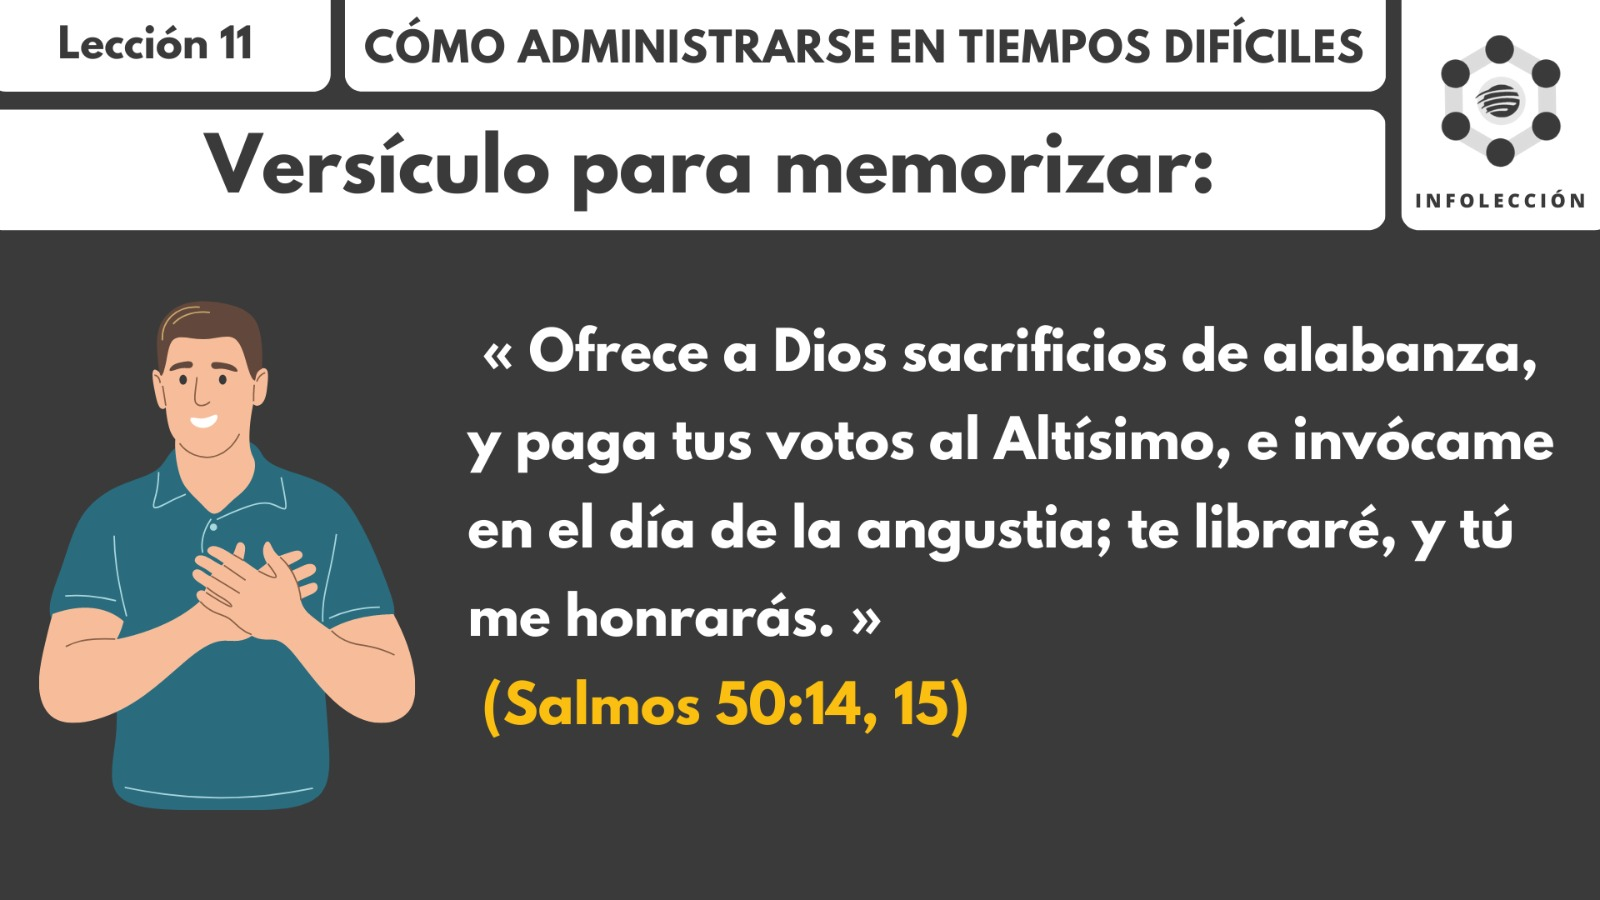 Lección 11
CÓMO ADMINISTRARSE EN TIEMPOS DIFÍCILES
INFOLECCIÓN
Versículo para memorizar:
« Ofrece a Dios sacrificios de alabanza,
y paga tus votos al Altísimo, e invócame
en el día de la angustia; te libraré, y tú
me honrarás. »
(Salmos 50:14, 15)